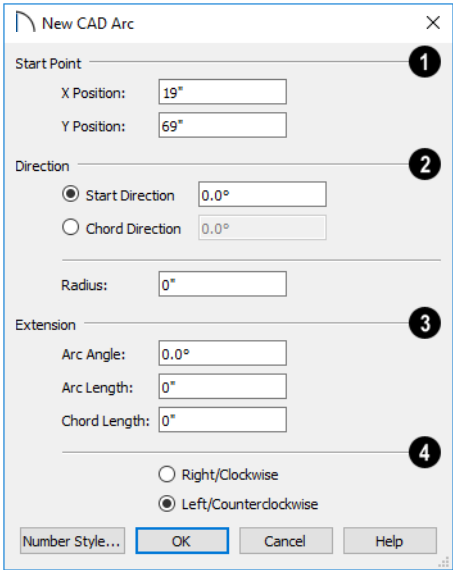 New CAD Arc
Start Point 1
X Position: 19"
Y Position: 69"
Direction 2
Start Direction 0.0°
Chord Direction 0.0°
Radius: 0"
Extension 3
Arc Angle: 0.0°
Arc Length: 0"
Chord Length: 0"
4
Right/Clockwise
Left/Counterclockwise
Number Style... OK Cancel Help